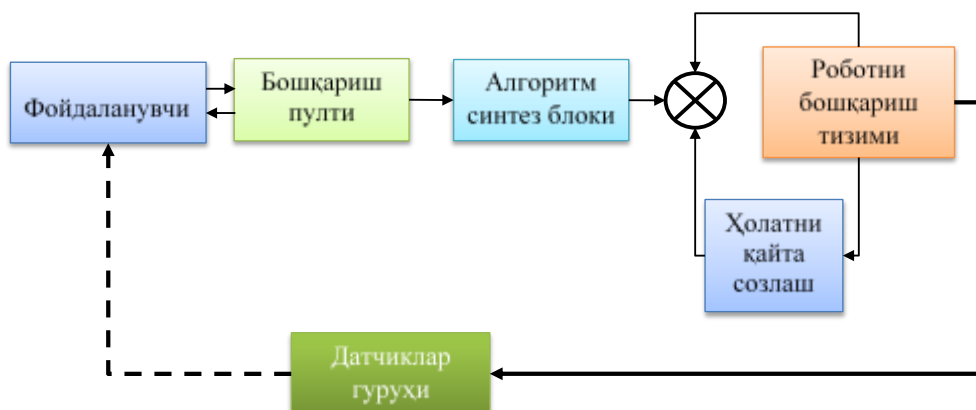 Фойдаланувчи
Бошқариш
пулти
Алгоритм
синтез блоки
Роботни
бошқариш
тизими
Ҳолатни
қайта
созлаш
Датчиклар
гуруҳи